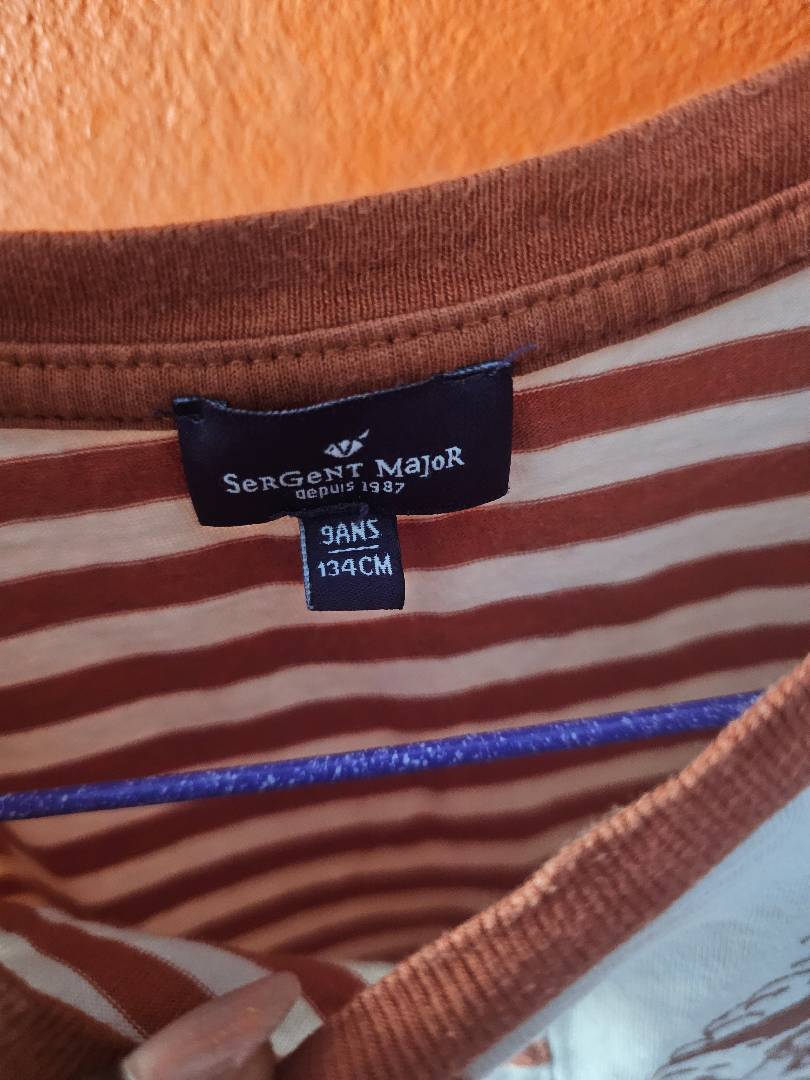 SerGeNT MaJoR
depuis 1987
9ANS
134CM